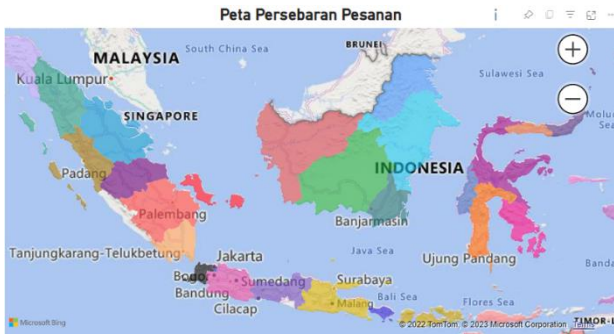 Peta Persebaran Pesanan
BRUNEI
South China Sea
MALAYSIA
Kuala Lumpur
Sulawesi Sea
SINGAPORE
Padang
INDONESIA
Palembang
Banjarmasin
Tanjungkarang-Telukbetung
Java Sea
Ujung Pandang
Jakarta
Sumedang
Surabaya
Bandung
Cilacap
Malang
Bali Sea
Flores Sea
Microsoft Bing
© 2022 TomTom, © 2023 Microsoft Corporation Terms